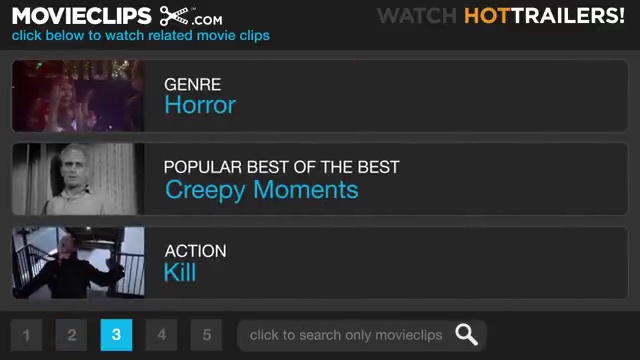 MOVIECLIPS .COM
WATCH HOTTRAILERS!
click below to watch related movie clips
GENRE
Horror
POPULAR BEST OF THE BEST
Creepy Moments
ACTION
Kill
1 2 3 4 5 click to search only movieclips